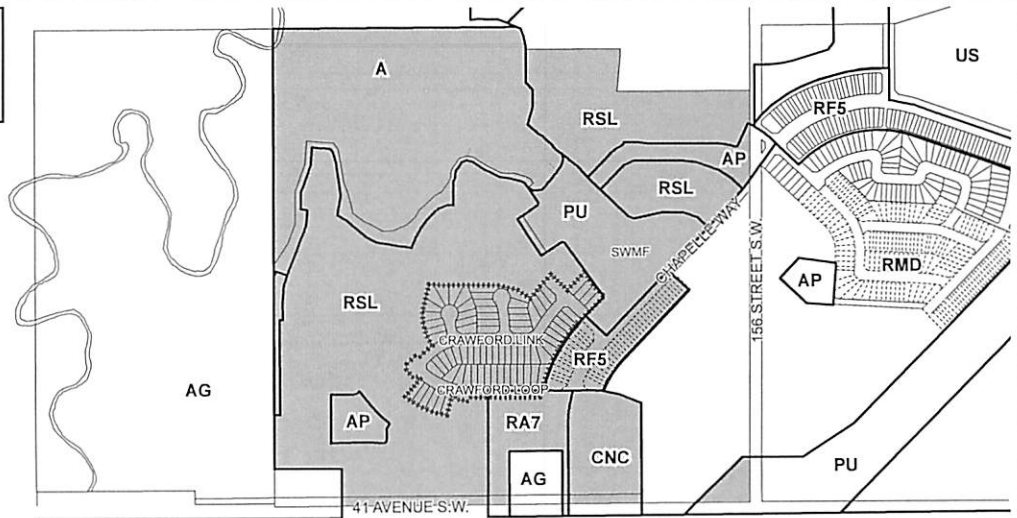 US
A
RF5
RSL
AP
RSL
PU
SWMF
CHAPELLE WAY
156 STREET S.W.
RMD
AP
RSL
CRAWFORD LINK
RF5
CRAWFORD LOOP
AG
AP
RA7
CNC
AG
PU
41 AVENUE S.W.